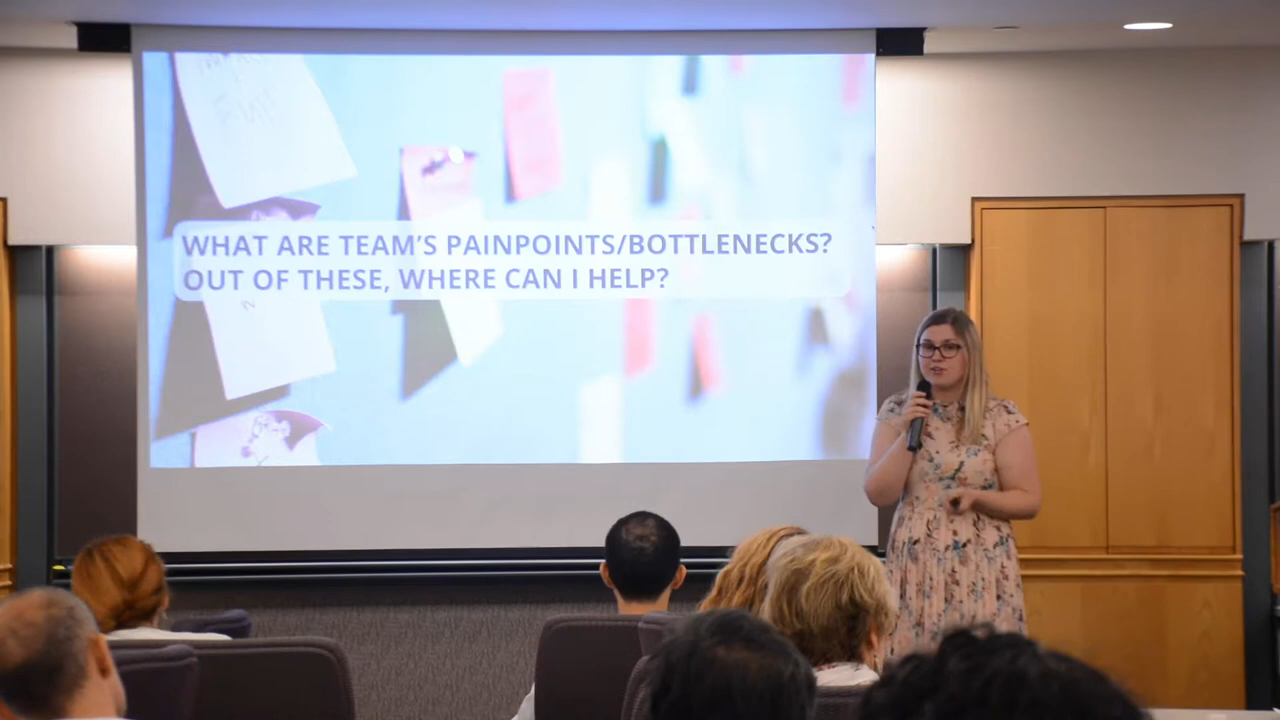 WHAT ARE TEAM'S PAINPOINTS/BOTTLENECKS?
OUT OF THESE, WHERE CAN I HELP?